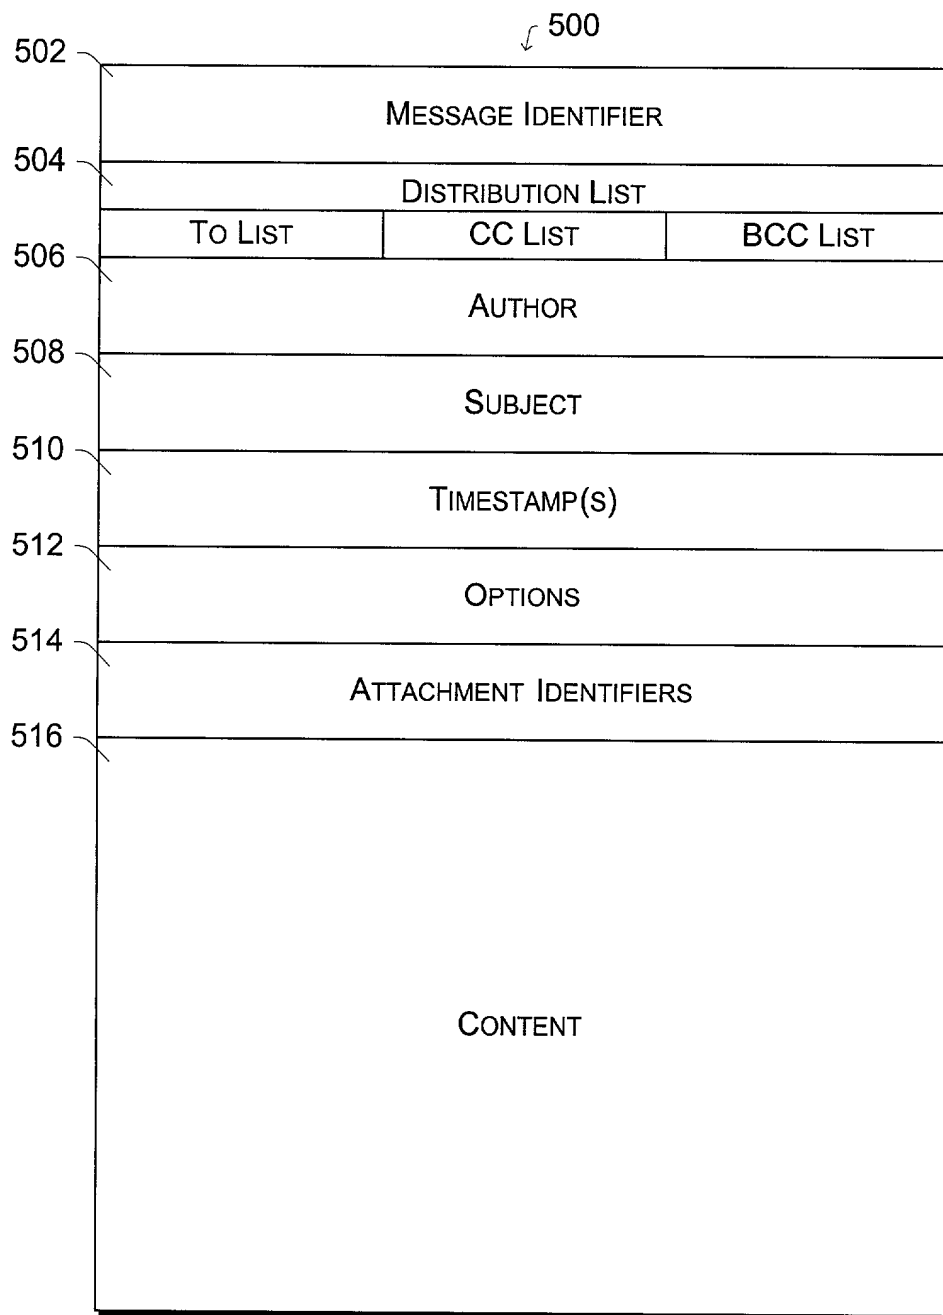 500
502
MESSAGE IDENTIFIER
504
DISTRIBUTION LIST
TO LIST CC LIST BCC LIST
506
AUTHOR
508
SUBJECT
510
TIMESTAMP(S)
512
OPTIONS
514
ATTACHMENT IDENTIFIERS
516
CONTENT